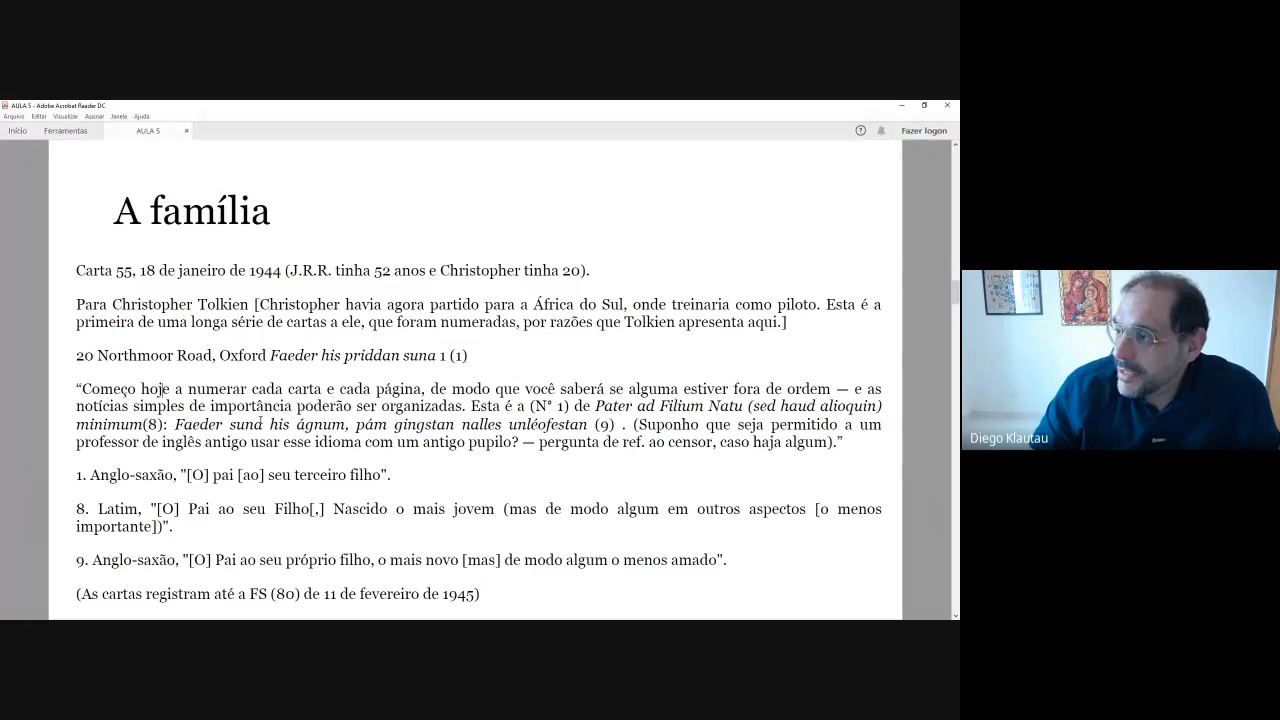 AULA 5 - Adobe Acrobat Reader DC
Arquivo Editar Visualizar Assinar Janela Ajuda
Início Ferramentas AULA 5 × Fazer logon
A família
Carta 55, 18 de janeiro de 1944 (J.R.R. tinha 52 anos e Christopher tinha 20).
Para Christopher Tolkien [Christopher havia agora partido para a África do Sul, onde treinaria como piloto. Esta é a
primeira de uma longa série de cartas a ele, que foram numeradas, por razões que Tolkien apresenta aqui.]
20 Northmoor Road, Oxford Faeder his priddan suna 1 (1)
“Começo hoje a numerar cada carta e cada página, de modo que você saberá se alguma estiver fora de ordem — e as
notícias simples de importância poderão ser organizadas. Esta é a (N° 1) de Pater ad Filium Natu (sed haud alioquin)
minimum(8): Faeder suna his ágnum, pám gingstan nalles unléofestan (9) . (Suponho que seja permitido a um
professor de inglês antigo usar esse idioma com um antigo pupilo? — pergunta de ref. ao censor, caso haja algum).”
1. Anglo-saxão, "[O] pai [ao] seu terceiro filho".
8. Latim, "[O] Pai ao seu Filho[,] Nascido o mais jovem (mas de modo algum em outros aspectos [o menos
importante])".
9. Anglo-saxão, "[O] Pai ao seu próprio filho, o mais novo [mas] de modo algum o menos amado".
(As cartas registram até a FS (80) de 11 de fevereiro de 1945)
Diego Klautau